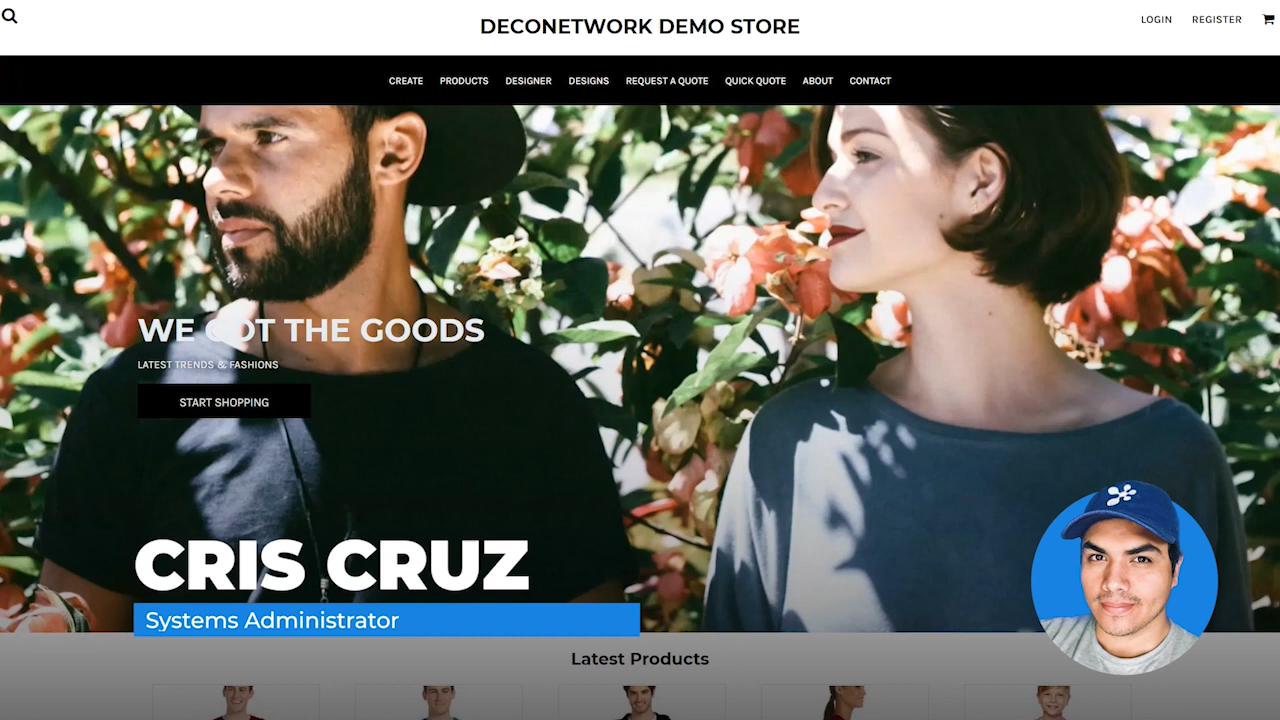 DECONETWORK DEMO STORE
LOGIN REGISTER
CREATE PRODUCTS DESIGNER DESIGNS REQUEST A QUOTE QUICK QUOTE ABOUT CONTACT
WE GOT THE GOODS
LATEST TRENDS & FASHIONS
START SHOPPING
CRIS CRUZ
Systems Administrator
Latest Products